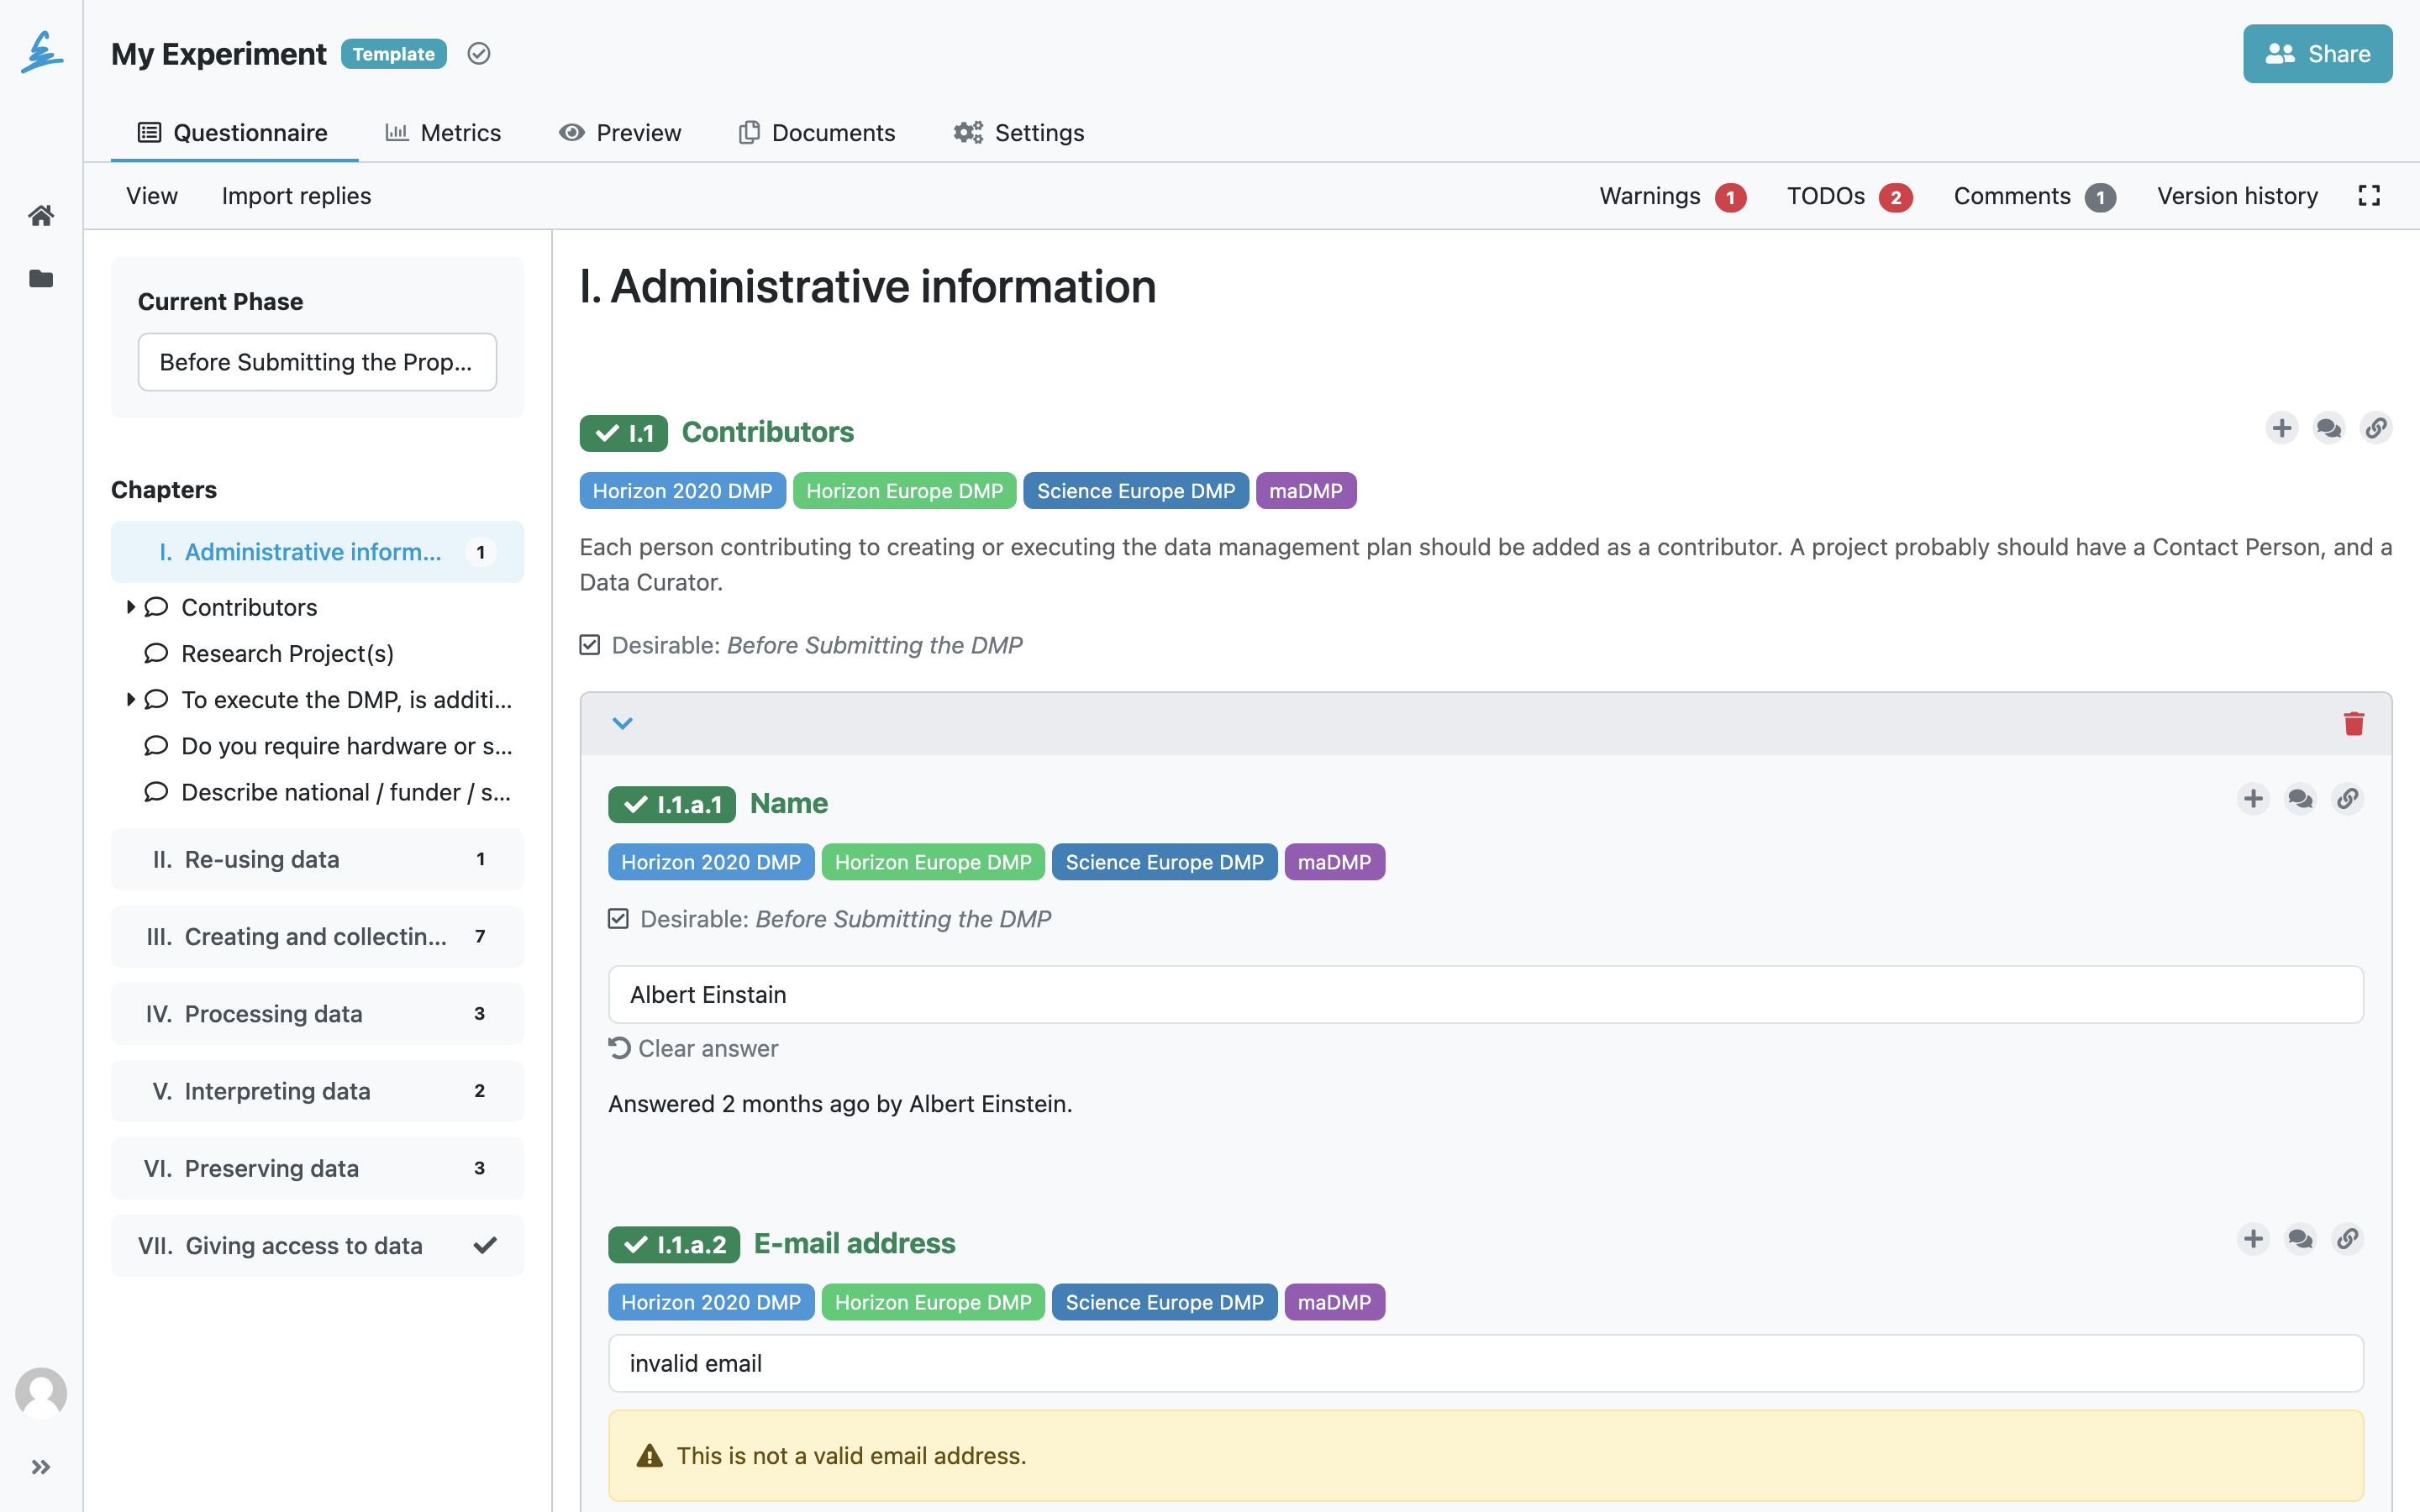 My Experiment Template
Share
Questionnaire Metrics Preview Documents Settings
View Import replies Warnings 1 TODOs 2 Comments 1 Version history
Current Phase
Before Submitting the Prop...
Chapters
I. Administrative inform... 1
Contributors
Research Project(s)
To execute the DMP, is additi...
Do you require hardware or s...
Describe national / funder / s...
II. Re-using data 1
III. Creating and collectin... 7
IV. Processing data 3
V. Interpreting data 2
VI. Preserving data 3
VII. Giving access to data
I. Administrative information
I.1 Contributors
Horizon 2020 DMP Horizon Europe DMP Science Europe DMP maDMP
Each person contributing to creating or executing the data management plan should be added as a contributor. A project probably should have a Contact Person, and a
Data Curator.
Desirable: Before Submitting the DMP
I.1.a.1 Name
Horizon 2020 DMP Horizon Europe DMP Science Europe DMP maDMP
Desirable: Before Submitting the DMP
Albert Einstain
Clear answer
Answered 2 months ago by Albert Einstein.
I.1.a.2 E-mail address
Horizon 2020 DMP Horizon Europe DMP Science Europe DMP maDMP
invalid email
This is not a valid email address.